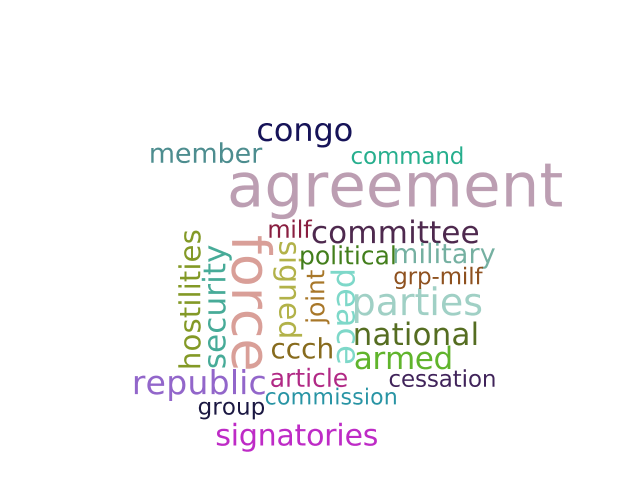 congo
member
command
agreement
milf
committee
hostilities
security
force
signed
political
military
joint
peace
grp-milf
parties
national
ccch
armed
republic
article
cessation
commission
group
signatories